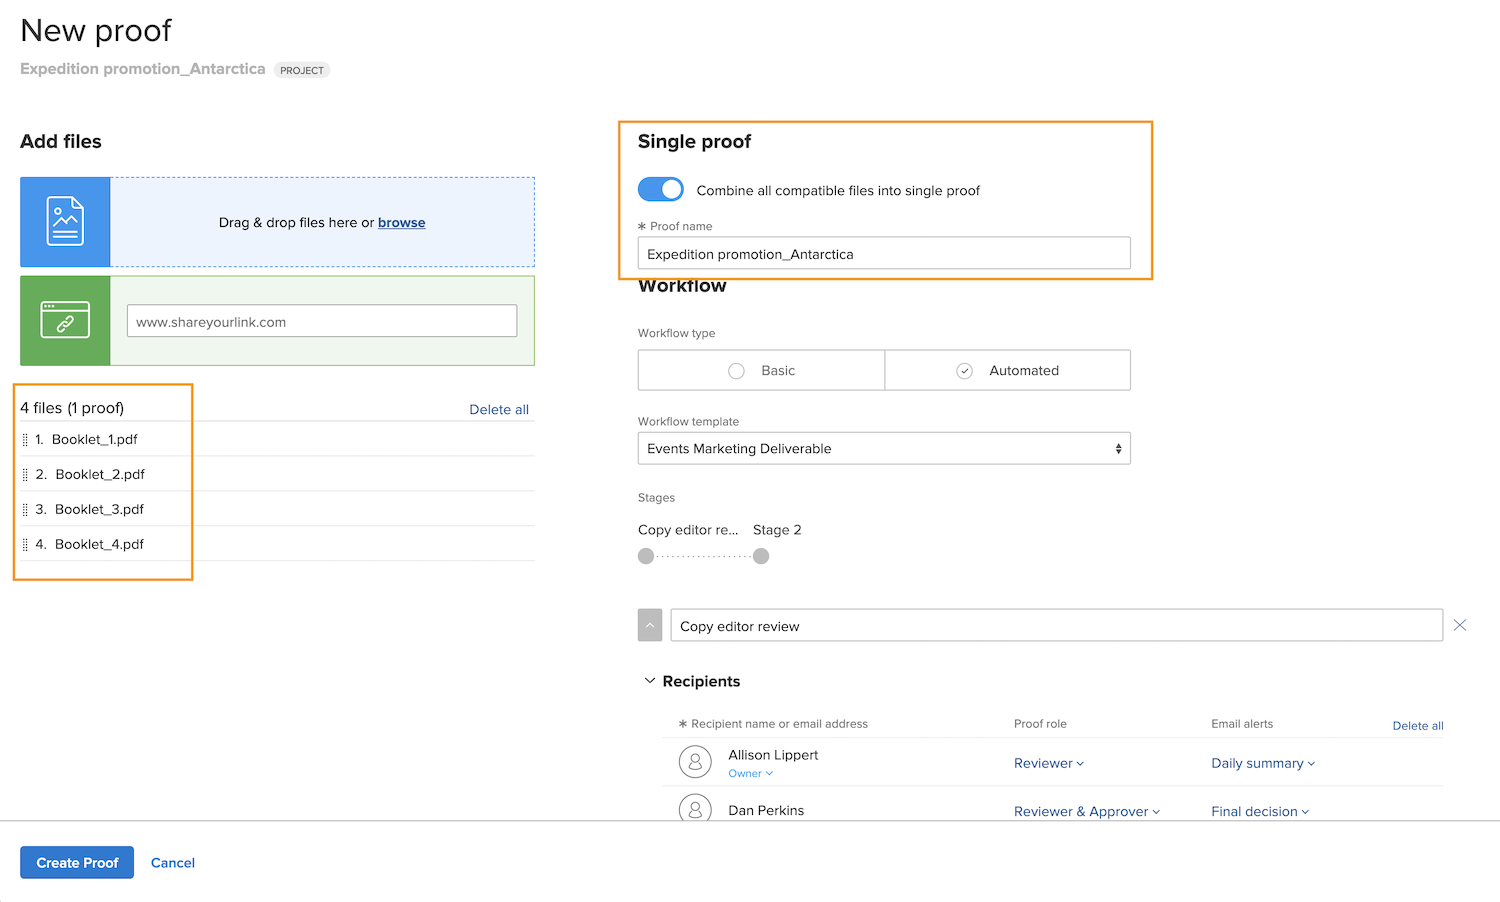 New proof
Expedition promotion_Antarctica PROJECT
Add files
Drag & drop files here or browse
www.shareyourlink.com
4 files (1 proof) Delete all
1. Booklet_1.pdf
2. Booklet_2.pdf
3. Booklet_3.pdf
4. Booklet_4.pdf
Single proof
Combine all compatible files into single proof
* Proof name
Expedition promotion_Antarctica
Workflow
Workflow type
Basic Automated
Workflow template
Events Marketing Deliverable
Stages
Copy editor re... Stage 2
Copy editor review
Recipients
* Recipient name or email address Proof role Email alerts Delete all
Allison Lippert Reviewer Daily summary
Owner
Dan Perkins Reviewer & Approver Final decision
Create Proof Cancel